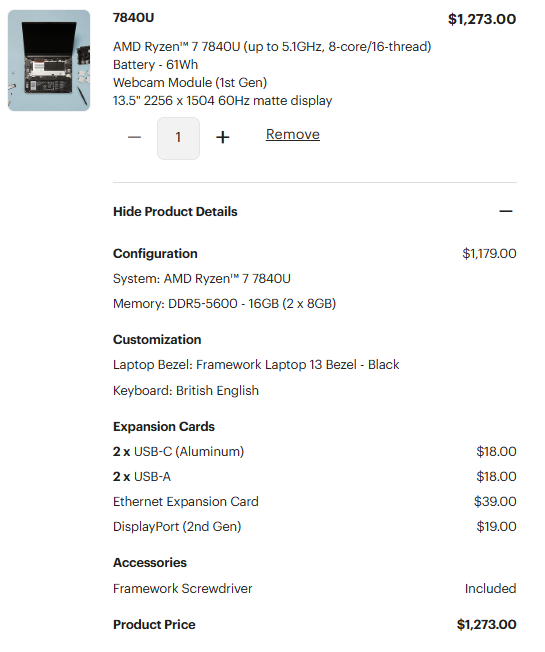 7840U
$1,273.00
AMD Ryzen™ 7 7840U (up to 5.1GHz, 8-core/16-thread)
Battery - 61Wh
Webcam Module (1st Gen)
13.5" 2256 x 1504 60Hz matte display
— 1 + Remove
Hide Product Details —
Configuration $1,179.00
System: AMD Ryzen™ 7 7840U
Memory: DDR5-5600 - 16GB (2 x 8GB)
Customization
Laptop Bezel: Framework Laptop 13 Bezel - Black
Keyboard: British English
Expansion Cards
2 x USB-C (Aluminum) $18.00
2 x USB-A $18.00
Ethernet Expansion Card $39.00
DisplayPort (2nd Gen) $19.00
Accessories
Framework Screwdriver Included
Product Price $1,273.00